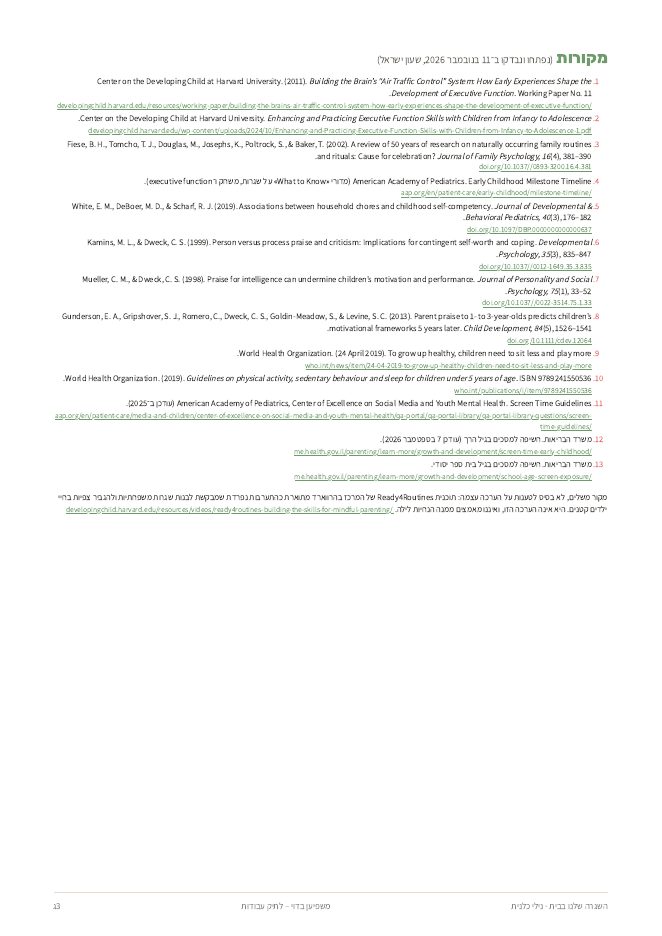 מקורות (נפתחו ונבדקו ב־11 בנובמבר 2026, שעון ישראל)
1. Center on the Developing Child at Harvard University. (2011). Building the Brain's "Air Traffic Control" System: How Early Experiences Shape the
Development of Executive Function. Working Paper No. 11.
developingchild.harvard.edu/resources/working-paper/building-the-brains-air-traffic-control-system-how-early-experiences-shape-the-development-of-executive-function/
2. Center on the Developing Child at Harvard University. Enhancing and Practicing Executive Function Skills with Children from Infancy to Adolescence.
developingchild.harvard.edu/wp-content/uploads/2024/10/Enhancing-and-Practicing-Executive-Function-Skills-with-Children-from-Infancy-to-Adolescence-1.pdf
3. Fiese, B. H., Tomcho, T. J., Douglas, M., Josephs, K., Poltrock, S., & Baker, T. (2002). A review of 50 years of research on naturally occurring family routines
and rituals: Cause for celebration? Journal of Family Psychology, 16(4), 381–390.
doi.org/10.1037//0893-3200.16.4.381
4. American Academy of Pediatrics. Early Childhood Milestone Timeline (מדורי «What to Know» על שגרות, משחק ו־executive function).
aap.org/en/patient-care/early-childhood/milestone-timeline/
5. White, E. M., DeBoer, M. D., & Scharf, R. J. (2019). Associations between household chores and childhood self-competency. Journal of Developmental &
Behavioral Pediatrics, 40(3), 176–182.
doi.org/10.1097/DBP.0000000000000637
6. Kamins, M. L., & Dweck, C. S. (1999). Person versus process praise and criticism: Implications for contingent self-worth and coping. Developmental
Psychology, 35(3), 835–847.
doi.org/10.1037//0012-1649.35.3.835
7. Mueller, C. M., & Dweck, C. S. (1998). Praise for intelligence can undermine children's motivation and performance. Journal of Personality and Social
Psychology, 75(1), 33–52.
doi.org/10.1037//0022-3514.75.1.33
8. Gunderson, E. A., Gripshover, S. J., Romero, C., Dweck, C. S., Goldin-Meadow, S., & Levine, S. C. (2013). Parent praise to 1- to 3-year-olds predicts children's
motivational frameworks 5 years later. Child Development, 84(5), 1526–1541.
doi.org/10.1111/cdev.12064
9. World Health Organization. (24 April 2019). To grow up healthy, children need to sit less and play more.
who.int/news/item/24-04-2019-to-grow-up-healthy-children-need-to-sit-less-and-play-more
10. World Health Organization. (2019). Guidelines on physical activity, sedentary behaviour and sleep for children under 5 years of age. ISBN 9789241550536.
who.int/publications/i/item/9789241550536
11. American Academy of Pediatrics, Center of Excellence on Social Media and Youth Mental Health. Screen Time Guidelines (עודכן ב־2025).
aap.org/en/patient-care/media-and-children/center-of-excellence-on-social-media-and-youth-mental-health/qa-portal/qa-portal-library/qa-portal-library-questions/screen-
time-guidelines/
12. משרד הבריאות. חשיפה למסכים בגיל הרך (עודכן 7 בספטמבר 2026).
me.health.gov.il/parenting/learn-more/growth-and-development/screen-time-early-childhood/
13. משרד הבריאות. חשיפה למסכים בגיל בית ספר יסודי.
me.health.gov.il/parenting/learn-more/growth-and-development/school-age-screen-exposure/
מקור משלים, לא בסיס לטענות על הערכה עצמה: תוכנית Ready4Routines של המרכז בהרווארד מתוארת כהתערבות נפרדת שמבקשת לבנות שגרות משפחתיות ולהגביר צפיות בחיי
ילדים קטנים. היא אינה הערכה הזו, ואיננו מאמצים ממנה הנחיות לילה. developingchild.harvard.edu/resources/videos/ready4routines-building-the-skills-for-mindful-parenting/
השגרה שלנו בבית · נילי כלנית
משפיען בדוי – לתיק עבודות
23